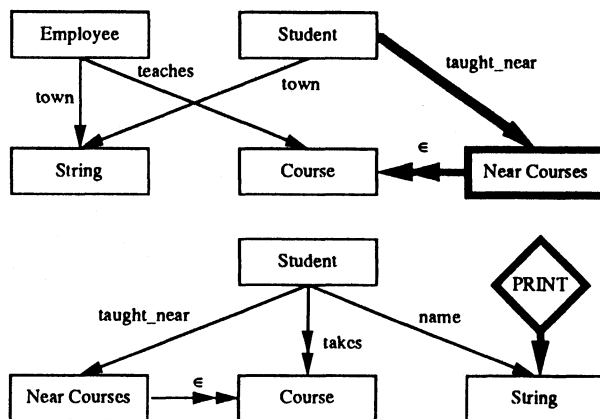 Employee
Student
teaches
taught_near
town
town
∈
String
Course
Near Courses
Student
PRINT
taught_near
name
takes
∈
Near Courses
Course
String